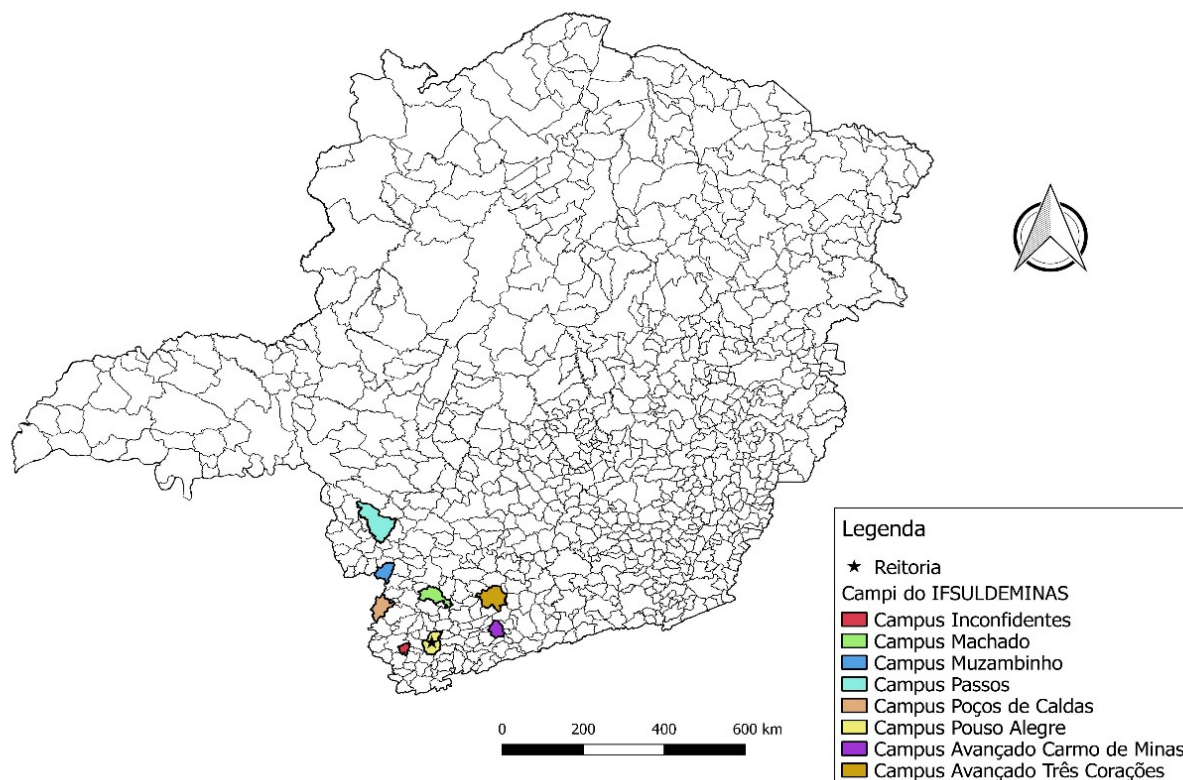 Legenda
Reitoria
Campi do IFSULDEMINAS
Campus Inconfidentes
Campus Machado
Campus Muzambinho
Campus Passos
Campus Poços de Caldas
Campus Pouso Alegre
Campus Avançado Carmo de Minas
Campus Avançado Três Corações
0 200 400 600 km